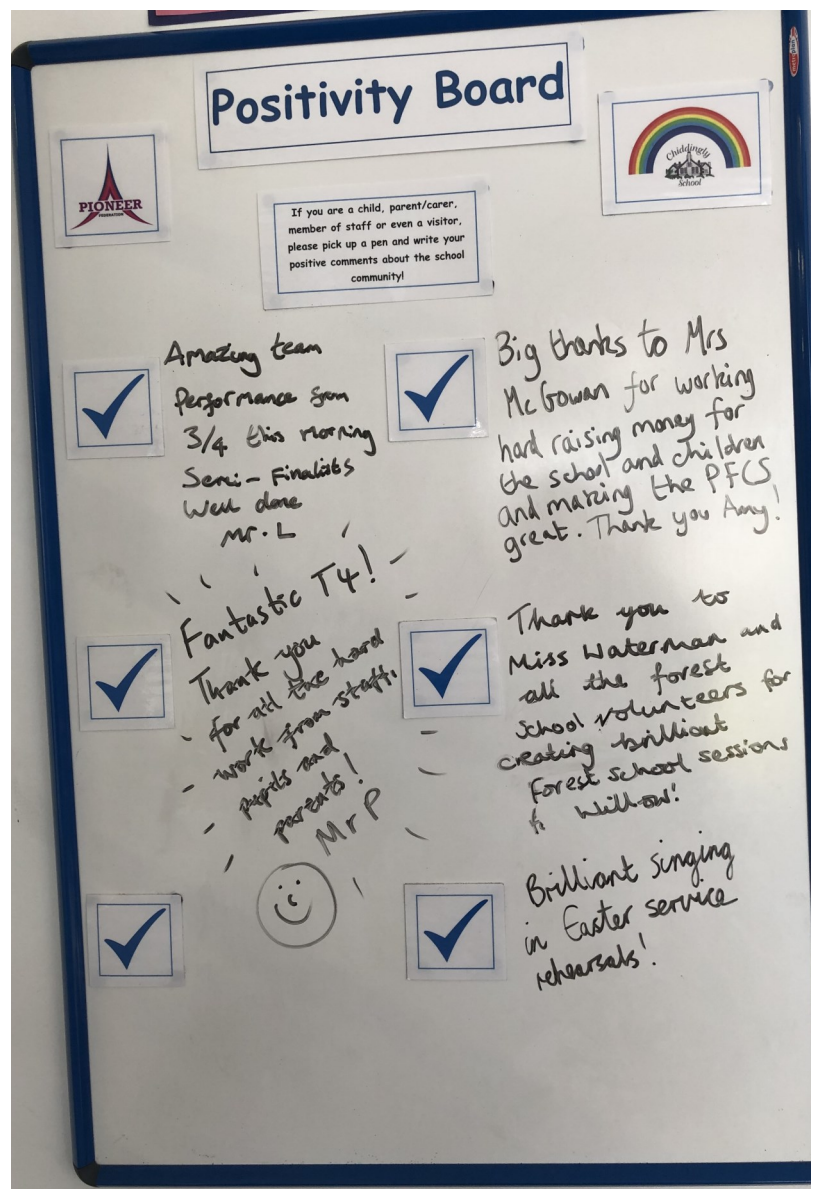 Positivity Board
PIONEER
FEDERATION
Chiddingly
School
If you are a child, parent/carer,
member of staff or even a visitor,
please pick up a pen and write your
positive comments about the school
community!
Amazing team
Performance from
3/4 this morning
Semi-Finalists
Well done
Mr. L
Big thanks to Mrs
McGowan for working
hard raising money for
the school and children
and making the PFCS
great. Thank you Amy!
Fantastic T4!
Thank you
for all the hard
work from staff,
pupils and
parents!
Mr P
Thank you to
Miss Waterman and
all the forest
school volunteers for
creating brilliant
Forest school sessions
Willow!
Brilliant singing
in Easter service
rehearsals!